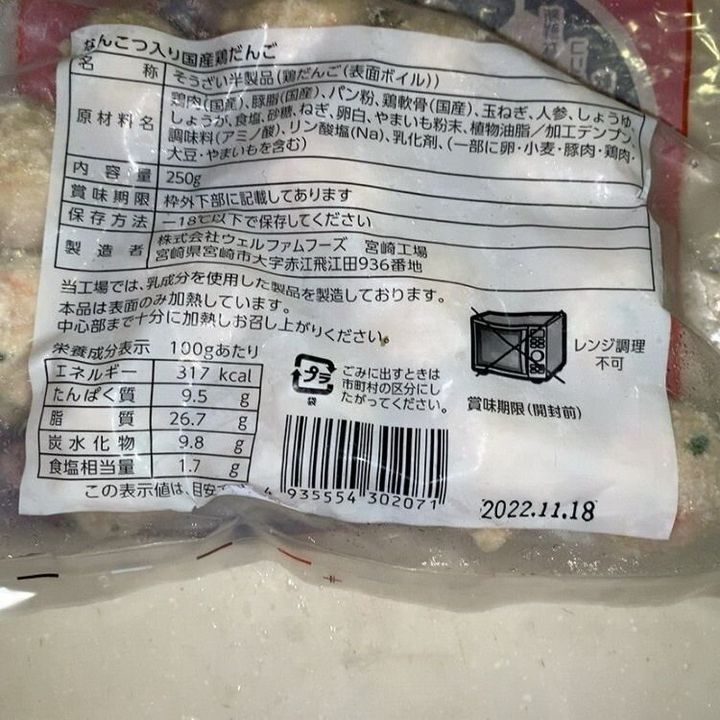 なんこつ入り国産鶏だんご
名称 そうざい半製品(鶏だんご(表面ボイル))
原材料名 鶏肉(国産)、豚脂(国産)、パン粉、鶏軟骨(国産)、玉ねぎ、人参、しょうゆ、
しょうが、食塩、砂糖、ねぎ、卵白、やまいも粉末、植物油脂/加工デンプン、
調味料(アミノ酸)、リン酸塩(Na)、乳化剤、(一部に卵・小麦・豚肉・鶏肉・
大豆・やまいもを含む)
内容量 250g
賞味期限 枠外下部に記載してあります
保存方法 -18℃以下で保存してください
製造者 株式会社ウェルファムフーズ 宮崎工場
宮崎県宮崎市大字赤江飛江田936番地
当工場では、乳成分を使用した製品を製造しております。
本品は表面のみ加熱しています。
中心部まで十分に加熱しお召し上がりください。
栄養成分表示 100gあたり
エネルギー 317 kcal
たんぱく質 9.5 g
脂質 26.7 g
炭水化物 9.8 g
食塩相当量 1.7 g
この表示値は、目安で
プラ
袋
ごみに出すときは
市町村の区分にし
たがってください。
レンジ調理
不可
賞味期限(開封前)
4 935554 302071
2022.11.18